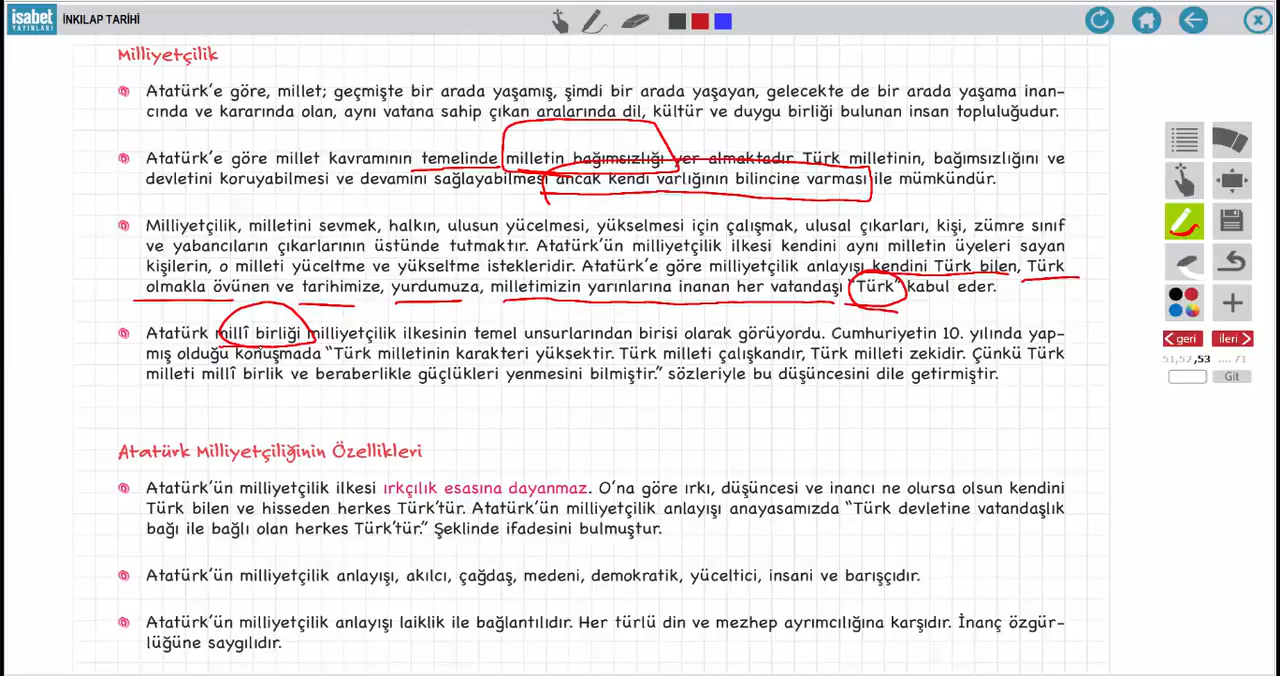 isabet
YAYINLARI
İNKILAP TARİHİ
Milliyetçilik
Atatürk'e göre, millet; geçmişte bir arada yaşamış, şimdi bir arada yaşayan, gelecekte de bir arada yaşama inan-
cında ve kararında olan, aynı vatana sahip çıkan aralarında dil, kültür ve duygu birliği bulunan insan topluluğudur.
Atatürk'e göre millet kavramının temelinde milletin bağımsızlığı yer almaktadır. Türk milletinin, bağımsızlığını ve
devletini koruyabilmesi ve devamını sağlayabilmesi ancak kendi varlığının bilincine varması ile mümkündür.
Milliyetçilik, milletini sevmek, halkın, ulusun yücelmesi, yükselmesi için çalışmak, ulusal çıkarları, kişi, zümre sınıf
ve yabancıların çıkarlarının üstünde tutmaktır. Atatürk'ün milliyetçilik ilkesi kendini aynı milletin üyeleri sayan
kişilerin, o milleti yüceltme ve yükseltme istekleridir. Atatürk'e göre milliyetçilik anlayışı kendini Türk bilen, Türk
olmakla övünen ve tarihimize, yurdumuza, milletimizin yarınlarına inanan her vatandaşı "Türk" kabul eder.
Atatürk millî birliği milliyetçilik ilkesinin temel unsurlarından birisi olarak görüyordu. Cumhuriyetin 10. yılında yap-
mış olduğu konuşmada "Türk milletinin karakteri yüksektir. Türk milleti çalışkandır, Türk milleti zekidir. Çünkü Türk
milleti millî birlik ve beraberlikle güçlükleri yenmesini bilmiştir." sözleriyle bu düşüncesini dile getirmiştir.
Atatürk Milliyetçiliğinin Özellikleri
Atatürk'ün milliyetçilik ilkesi ırkçılık esasına dayanmaz. O'na göre ırkı, düşüncesi ve inancı ne olursa olsun kendini
Türk bilen ve hisseden herkes Türk'tür. Atatürk'ün milliyetçilik anlayışı anayasamızda "Türk devletine vatandaşlık
bağı ile bağlı olan herkes Türk'tür." Şeklinde ifadesini bulmuştur.
Atatürk'ün milliyetçilik anlayışı, akılcı, çağdaş, medeni, demokratik, yüceltici, insani ve barışçıdır.
Atatürk'ün milliyetçilik anlayışı laiklik ile bağlantılıdır. Her türlü din ve mezhep ayrımcılığına karşıdır. İnanç özgür-
lüğüne saygılıdır.
geri ileri
51,52,53 .... 71
Git